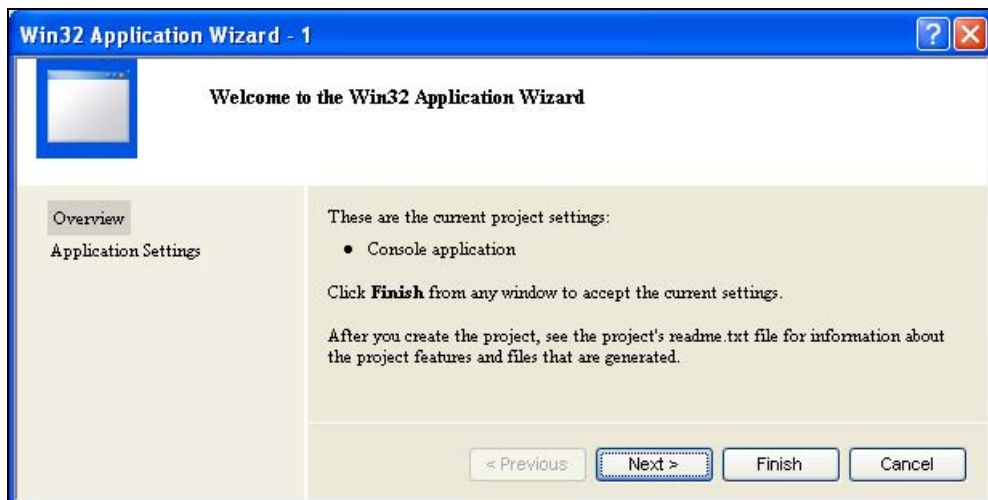 Win32 Application Wizard - 1
?
Welcome to the Win32 Application Wizard
Overview
Application Settings
These are the current project settings:
• Console application
Click Finish from any window to accept the current settings.
After you create the project, see the project's readme.txt file for information about
the project features and files that are generated.
< Previous
Next >
Finish
Cancel